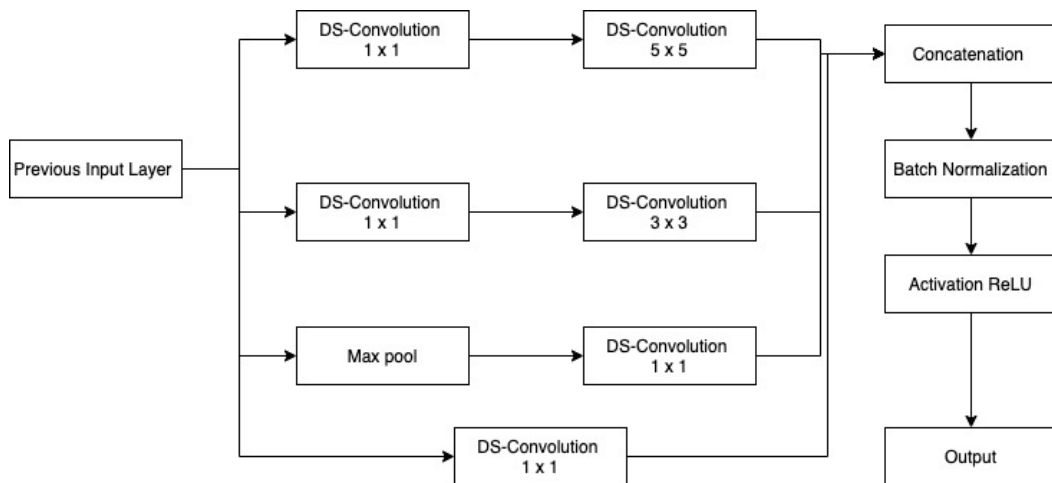 DS-Convolution
1 x 1
DS-Convolution
5 x 5
Concatenation
Previous Input Layer
Batch Normalization
DS-Convolution
1 x 1
DS-Convolution
3 x 3
Activation ReLU
Max pool
DS-Convolution
1 x 1
DS-Convolution
1 x 1
Output